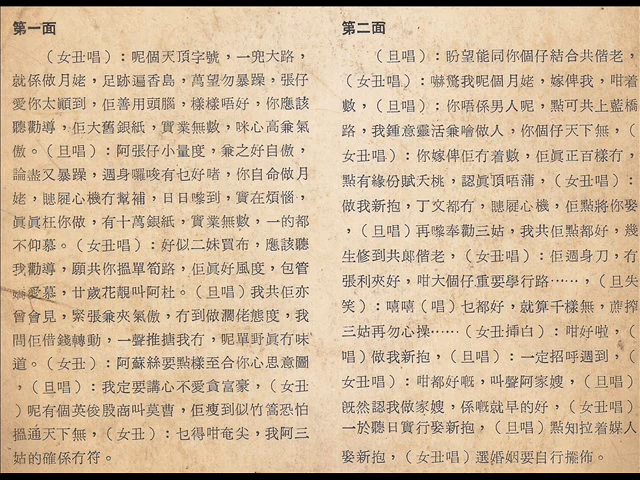 第一面
（女丑唱）：呢個天頂字號，一兜大路，
就係做月老，足跡遍香島，萬望勿暴躁，張仔
愛你太顚到，佢善用頭腦，樣樣唔好，你應該
聽勸導，佢大舊銀紙，實業無數，咪心高兼氣
傲。（旦唱）：阿張仔小量度，兼之好自傲，
論盡又暴躁，週身囉唆有乜好啫，你自命做月
姥，虄屣心機冇幫補，日日嚟到，實在煩惱，
眞眞枉你做，有十萬銀紙，實業無數，一的都
不仰慕。（女丑唱）：好似二妹買布，應該聽
我勸導，願共你搵單筍路，佢眞好風度，包管
嬌愛慕，廿歲花靚叫阿杜。（旦唱）我共佢亦
曾會見，緊張兼夾氣傲，冇到做瀾佬態度，我
問佢借錢轉動，一聲推搪我冇，呢單野眞冇味
道。（女丑）：阿蘇絲要點樣至合你心思意圖
，（旦唱）：我定要講心不愛貪富豪，（女丑
）呢有個英俊殷商叫莫曹，佢瘦到似竹篙恐怕
搵通天下無，（女丑）：乜得咁奄尖，我阿三
姑的確係冇符。
第二面
（旦唱）：盼望能同你個仔結合共偕老，
（女丑唱）：嚇驚我呢個月姥，嫁俾我，咁着
數，（旦唱）：你唔係男人呢，點可共上藍橋
路，我鍾意靈活兼噲做人，你個仔天下無，（
女丑唱）：你嫁俾佢冇着數，佢眞正百樣冇，
點有緣份賦夭桃，認眞頂唔蒲，（女丑唱）：
做我新抱，丁文都冇，虄屣心機，佢點將你娶
，（旦唱）再嚟奉勸三姑，我共佢點都好，幾
生修到共郞偕老，（女丑唱）：佢週身刀，冇
張利夾好，咁大個仔重要學行路……，（旦失
笑）：嘻嘻（唱）乜都好，就算千樣無，蔗撐
三姑再勿心操……（女丑揷白）：咁好啦，（
唱）做我新抱，（旦唱）：一定招呼週到，（
女丑唱）：咁都好嘅，叫聲阿家嫂，（旦唱）
旣然認我做家嫂，係嘅就早的好，（女丑唱）
一於聽日實行娶新抱，（旦唱）點知拉着媒人
娶新抱，（女丑唱）選婚姻要自行擺佈。